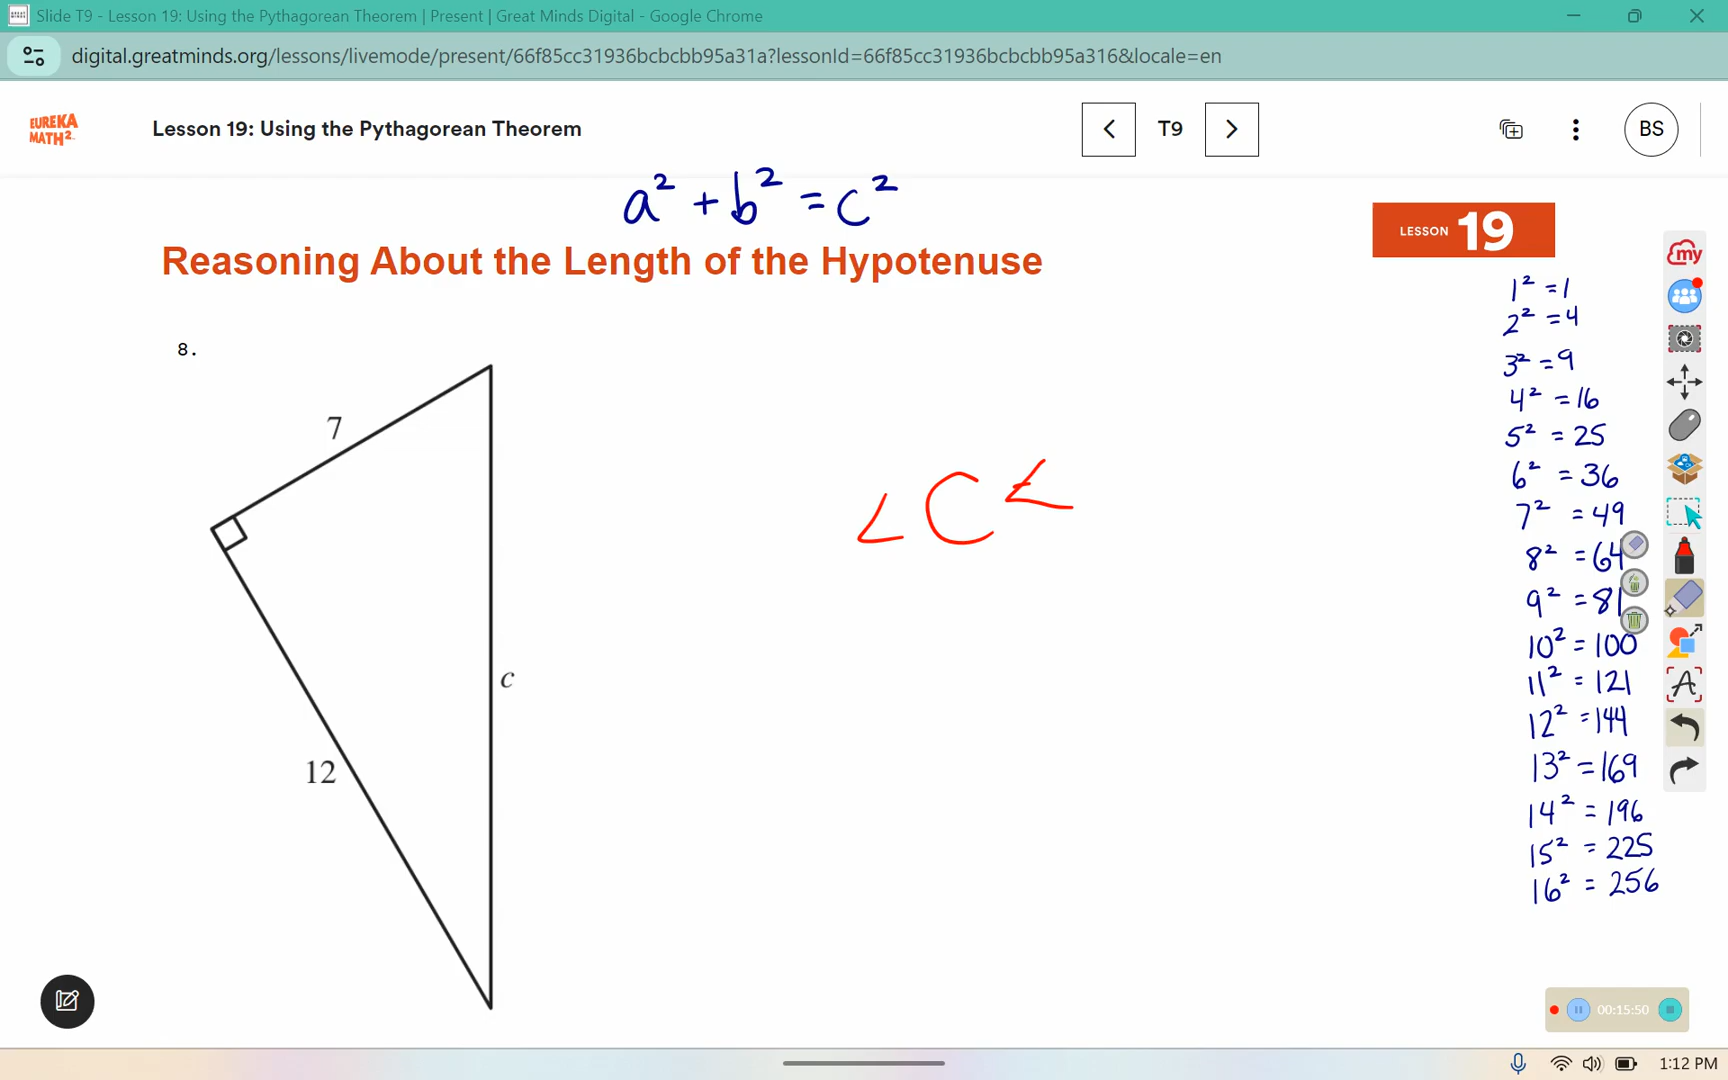 Slide T9 - Lesson 19: Using the Pythagorean Theorem | Present | Great Minds Digital - Google Chrome
digital.greatminds.org/lessons/livemode/present/66f85cc31936bcbcbb95a31a?lessonId=66f85cc31936bcbcbb95a316&locale=en
EUREKA
MATH²
Lesson 19: Using the Pythagorean Theorem
T9
BS
a² + b² = c²
LESSON 19
Reasoning About the Length of the Hypotenuse
my
8.
7
12
c
< C <
1² = 1
2² = 4
3² = 9
4² = 16
5² = 25
6² = 36
7² = 49
8² = 64
9² = 81
10² = 100
11² = 121
12² = 144
13² = 169
14² = 196
15² = 225
16² = 256
A
00:15:50
1:12 PM